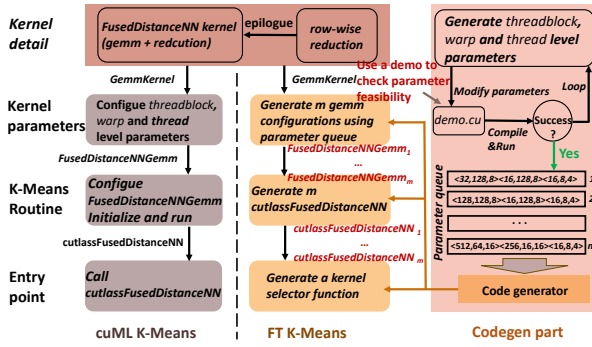 Kernel
detail
FusedDistanceNN kernel
(gemm + redcution)
epilogue
row-wise
reduction
GemmKernel
GemmKernel
Kernel
parameters
Configue threadblock,
warp and thread
level parameters
FusedDistanceNNGemm
Generate m gemm
configurations using
parameter queue
FusedDistanceNNGemm1
...
FusedDistanceNNGemmm
K-Means
Routine
Configue
FusedDistanceNNGemm
Initialize and run
cutlassFusedDistanceNN
Generate m
cutlassFusedDistanceNN
cutlassFusedDistanceNN 1
...
cutlassFusedDistanceNN m
Entry
point
Call
cutlassFusedDistanceNN
Generate a kernel
selector function
cuML K-Means
FT K-Means
Generate threadblock,
warp and thread level
parameters
Use a demo to
check parameter
feasibility
Modify parameters
Loop
demo.cu
Compile
&Run
Success
?
Yes
Parameter queue
<32,128,8><16,128,8><16,8,4> 1
<128,128,8><16,128,8><16,8,4> 2
...
<512,64,16><256,16,16><16,8,4> m
Code generator
Codegen part